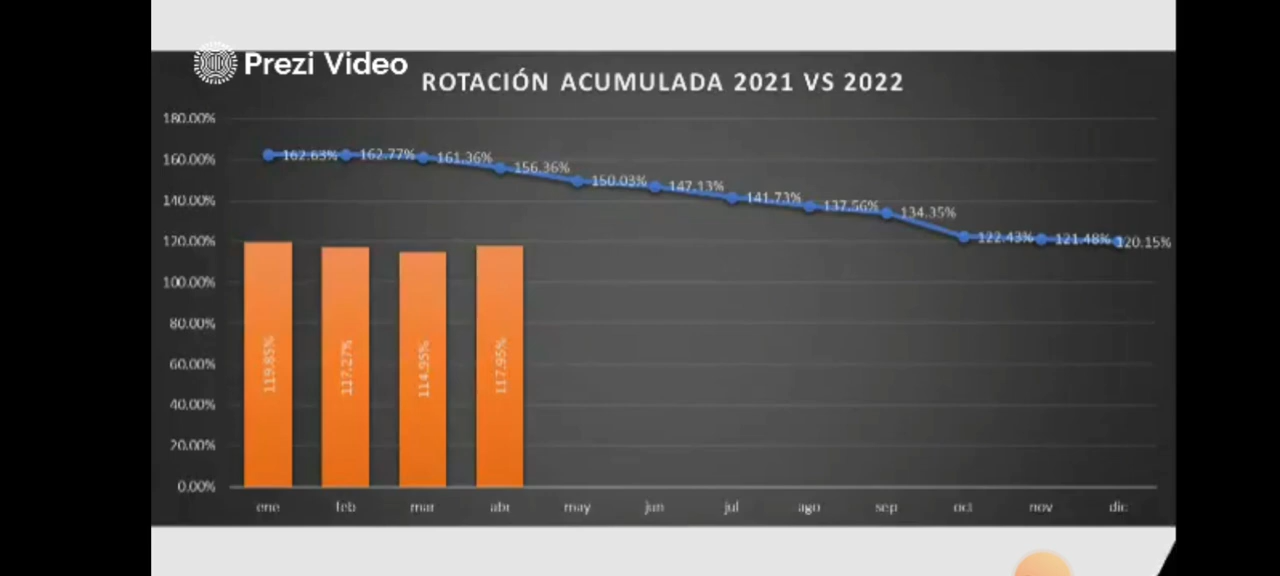 Prezi Video
ROTACIÓN ACUMULADA 2021 VS 2022
180.00%
160.00%
140.00%
120.00%
100.00%
80.00%
60.00%
40.00%
20.00%
0.00%
162.63% 162.77% 161.36% 156.36% 150.03% 147.13% 141.73% 137.56% 134.35% 122.43% 121.48% 120.15%
119.85% 117.27% 114.95% 117.95%
ene feb mar abr may jun jul ago sep oct nov dic